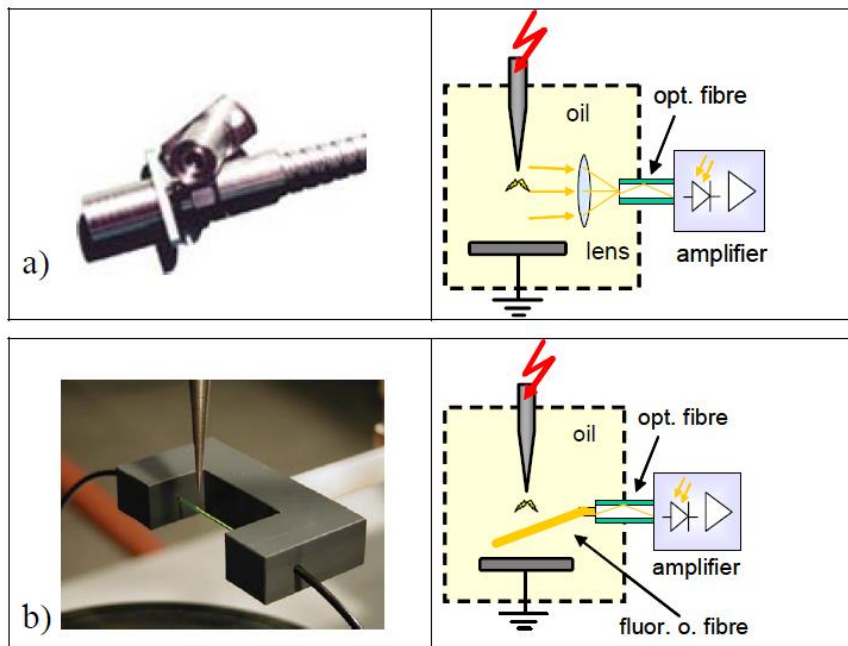 a)
oil
opt. fibre
lens
amplifier
b)
oil
opt. fibre
amplifier
fluor. o. fibre